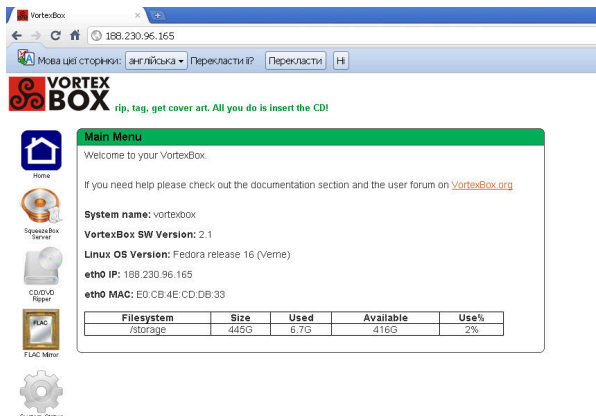 VortexBox
188.230.96.165
Мова цієї сторінки: англійська Перекласти її? Перекласти Ні
VORTEX
BOX rip, tag, get cover art. All you do is insert the CD!
Main Menu
Welcome to your VortexBox.
If you need help please check out the documentation section and the user forum on VortexBox.org
System name: vortexbox
VortexBox SW Version: 2.1
Linux OS Version: Fedora release 16 (Verne)
eth0 IP: 188.230.96.165
eth0 MAC: E0:CB:4E:CD:DB:33
Filesystem Size Used Available Use%
/storage 445G 6.7G 416G 2%
Home
SqueezeBox
Server
CD/DVD
Ripper
FLAC
FLAC Mirror
System Status